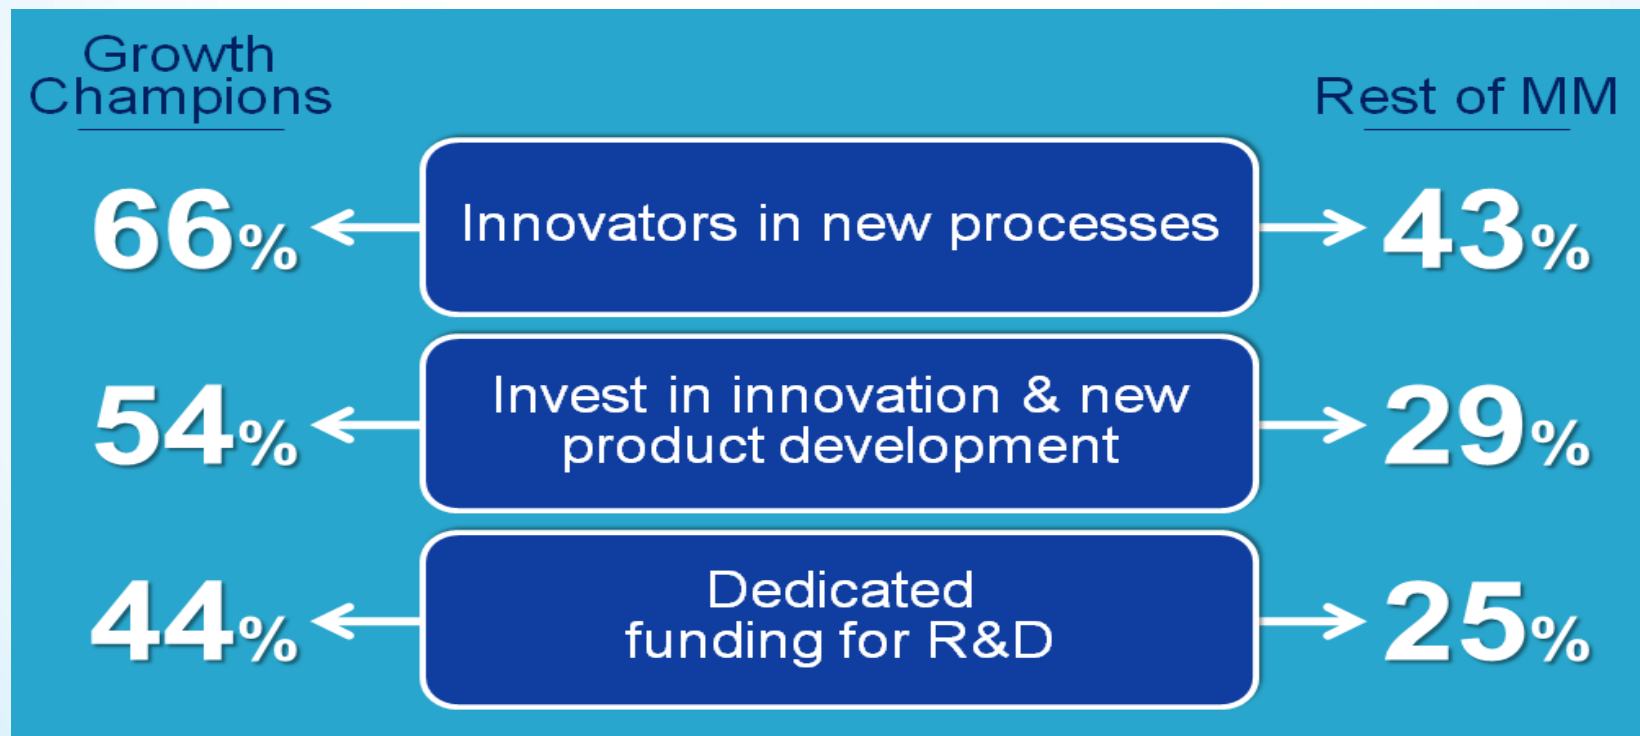 Growth
Champions
Rest of MM
66%
Innovators in new processes
43%
54%
Invest in innovation & new
product development
29%
44%
Dedicated
funding for R&D
25%